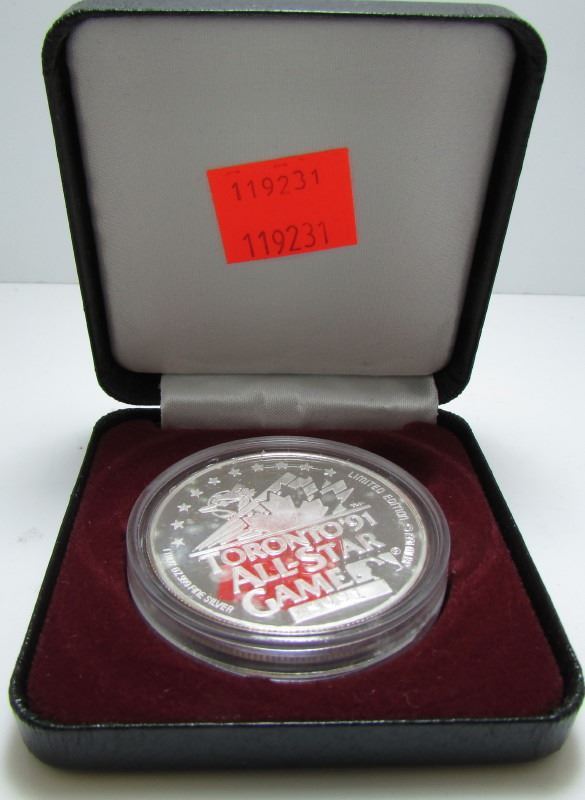 119231
119231
LIMITED EDITION
TORONTO '91
ALL-STAR
GAME
1 TROY OZ .999 FINE SILVER